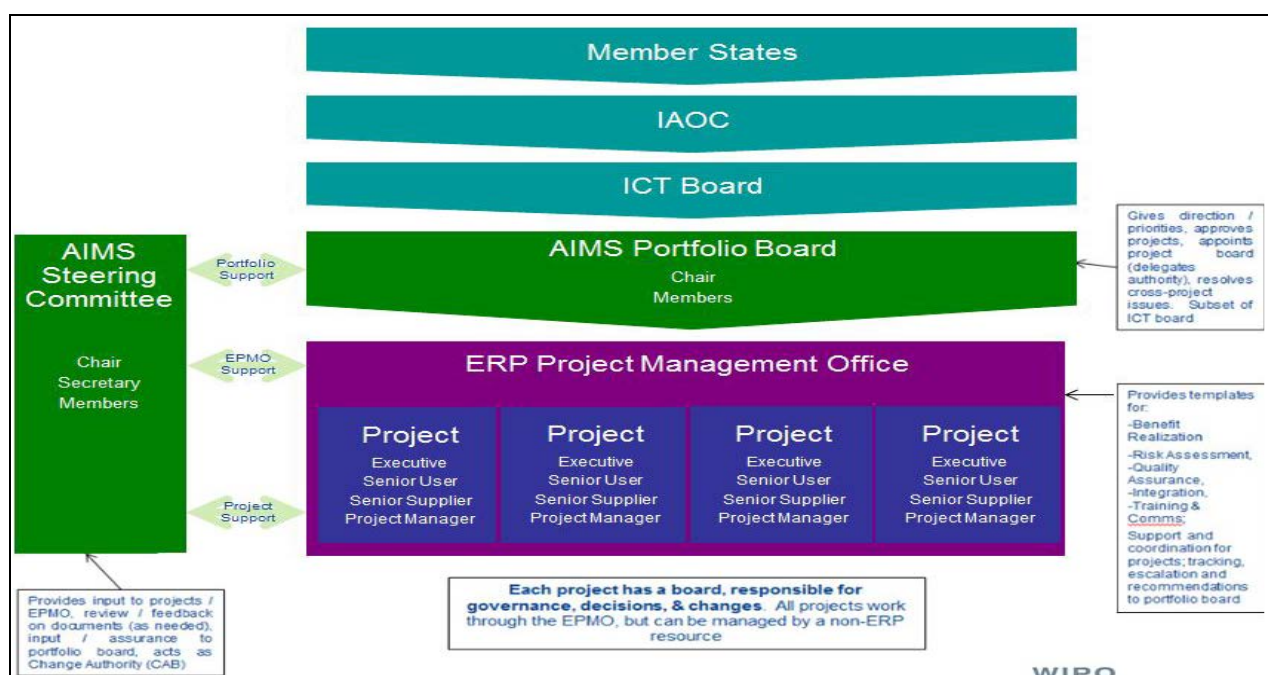 Member States
IAOC
ICT Board
AIMS Portfolio Board
Chair
Members
Gives direction /
priorities, approves
projects, appoints
project board
(delegates
authority), resolves
cross-project
issues. Subset of
ICT board
AIMS
Steering
Committee
Chair
Secretary
Members
Portfolio
Support
EPMO
Support
Project
Support
ERP Project Management Office
Project
Executive
Senior User
Senior Supplier
Project Manager
Project
Executive
Senior User
Senior Supplier
Project Manager
Project
Executive
Senior User
Senior Supplier
Project Manager
Project
Executive
Senior User
Senior Supplier
Project Manager
Provides templates
for:
-Benefit
Realization
-Risk Assessment,
-Quality
Assurance,
-Integration,
-Training &
Comms;
Support and
coordination for
projects; tracking,
escalation and
recommendations
to portfolio board
Provides input to projects /
EPMO, review / feedback
on documents (as needed),
input / assurance to
portfolio board, acts as
Change Authority (CAB)
Each project has a board, responsible for
governance, decisions, & changes. All projects work
through the EPMO, but can be managed by a non-ERP
resource